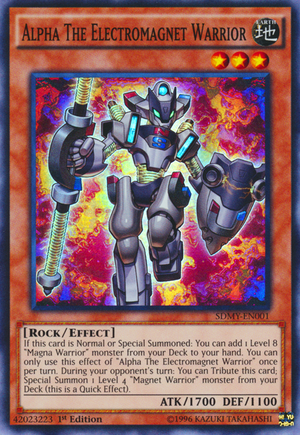 ALPHA THE ELECTROMAGNET WARRIOR
EARTH
地
SDMY-EN001
[ROCK/EFFECT]
If this card is Normal or Special Summoned: You can add 1 Level 8
"Magna Warrior" monster from your Deck to your hand. You can
only use this effect of "Alpha The Electromagnet Warrior" once
per turn. During your opponent's turn: You can Tribute this card;
Special Summon 1 Level 4 "Magnet Warrior" monster from your
Deck (this is a Quick Effect).
ATK/1700 DEF/1100
42023223 1st Edition ©1996 KAZUKI TAKAHASHI